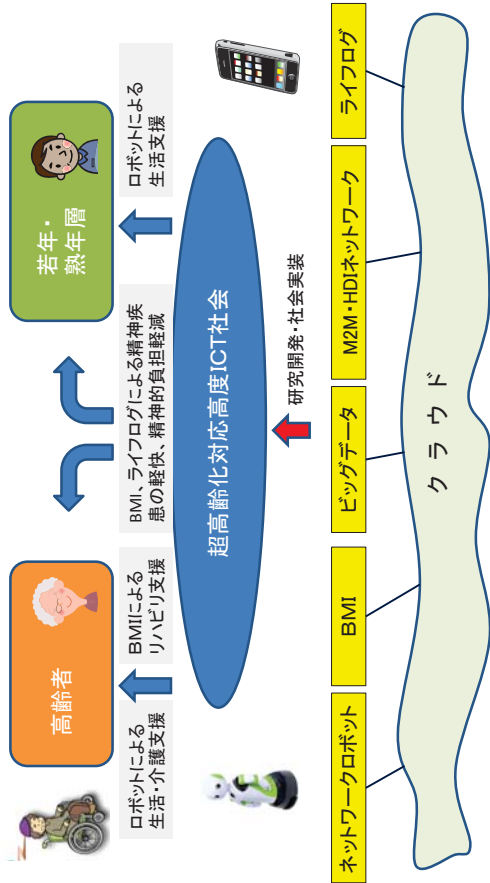 高齢者
若年・
熟年層
ロボットによる
生活・介護支援
BMIによる
リハビリ支援
BMI、ライフログによる精神疾
患の軽快、精神的負担軽減
ロボットによる
生活支援
超高齢化対応高度ICT社会
研究開発・社会実装
ネットワークロボット
BMI
ビッグデータ
M2M・HDIネットワーク
ライフログ
クラウド